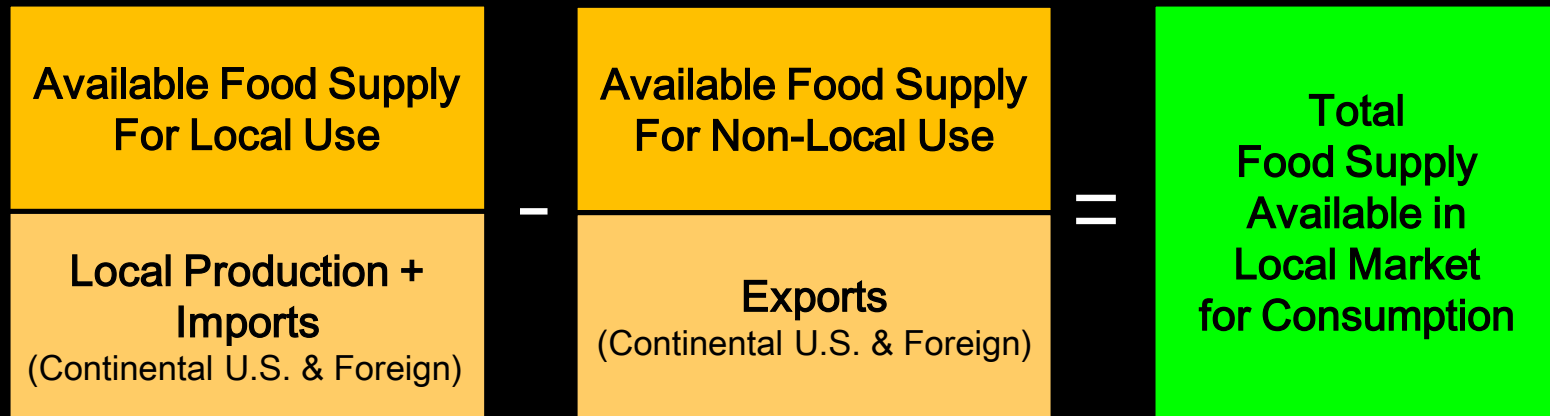 Available Food Supply
For Local Use
Local Production +
Imports
(Continental U.S. & Foreign)
-
Available Food Supply
For Non-Local Use
Exports
(Continental U.S. & Foreign)
=
Total
Food Supply
Available in
Local Market
for Consumption